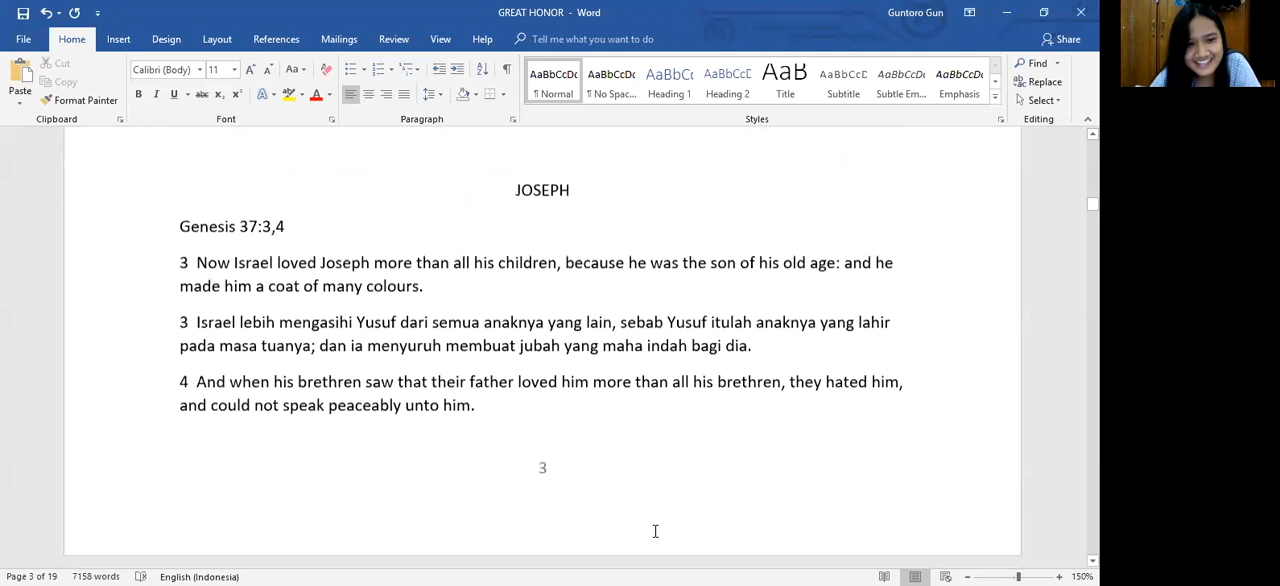 GREAT HONOR - Word
Guntoro Gun
File Home Insert Design Layout References Mailings Review View Help Tell me what you want to do Share
Paste Cut Copy Format Painter
Calibri (Body) 11
AaBbCcDc AaBbCcDc AaBbCc AaBbCcD AaB AaBbCcD AaBbCcDc AaBbCcDc
¶ Normal ¶ No Spac... Heading 1 Heading 2 Title Subtitle Subtle Em... Emphasis
Find
Replace
Select
Clipboard Font Paragraph Styles Editing
JOSEPH
Genesis 37:3,4
3 Now Israel loved Joseph more than all his children, because he was the son of his old age: and he
made him a coat of many colours.
3 Israel lebih mengasihi Yusuf dari semua anaknya yang lain, sebab Yusuf itulah anaknya yang lahir
pada masa tuanya; dan ia menyuruh membuat jubah yang maha indah bagi dia.
4 And when his brethren saw that their father loved him more than all his brethren, they hated him,
and could not speak peaceably unto him.
3
Page 3 of 19 7158 words English (Indonesia) 150%